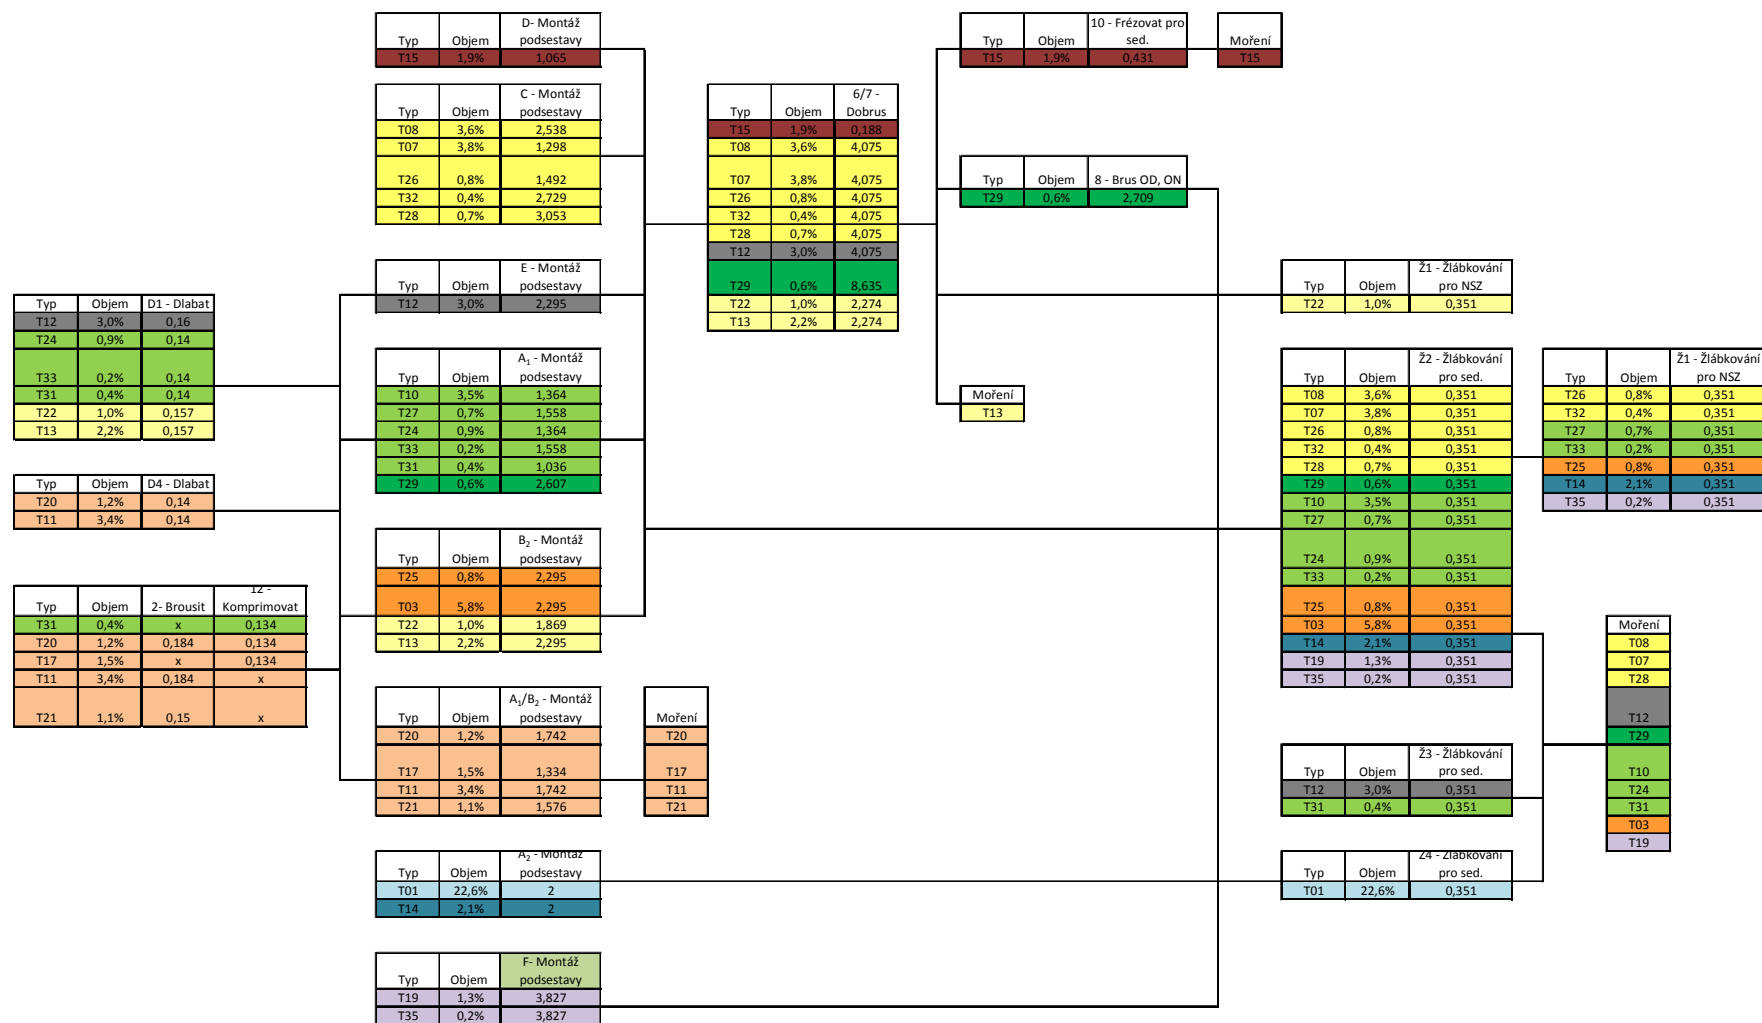 D- Montáž
Typ Objem podsestavy
T15 1,9% 1,065
C - Montáž
Typ Objem podsestavy
T08 3,6% 2,538
T07 3,8% 1,298
T26 0,8% 1,492
T32 0,4% 2,729
T28 0,7% 3,053
E - Montáž
Typ Objem podsestavy
T12 3,0% 2,295
Typ Objem D1 - Dlabat
T12 3,0% 0,16
T24 0,9% 0,14
T33 0,2% 0,14
T31 0,4% 0,14
T22 1,0% 0,157
T13 2,2% 0,157
Typ Objem D4 - Dlabat
T20 1,2% 0,14
T11 3,4% 0,14
12 -
Typ Objem 2- Brousit Komprimovat
T31 0,4% x 0,134
T20 1,2% 0,184 0,134
T17 1,5% x 0,134
T11 3,4% 0,184 x
T21 1,1% 0,15 x
A₁ - Montáž
Typ Objem podsestavy
T10 3,5% 1,364
T27 0,7% 1,558
T24 0,9% 1,364
T33 0,2% 1,558
T31 0,4% 1,036
T29 0,6% 2,607
B₂ - Montáž
Typ Objem podsestavy
T25 0,8% 2,295
T03 5,8% 2,295
T22 1,0% 1,869
T13 2,2% 2,295
A₁/B₂ - Montáž
Typ Objem podsestavy
T20 1,2% 1,742
T17 1,5% 1,334
T11 3,4% 1,742
T21 1,1% 1,576
Moření
T20
T17
T11
T21
A₂ - Montáž
Typ Objem podsestavy
T01 22,6% 2
T14 2,1% 2
F- Montáž
Typ Objem podsestavy
T19 1,3% 3,827
T35 0,2% 3,827
6/7 -
Typ Objem Dobrus
T15 1,9% 0,188
T08 3,6% 4,075
T07 3,8% 4,075
T26 0,8% 4,075
T32 0,4% 4,075
T28 0,7% 4,075
T12 3,0% 4,075
T29 0,6% 8,635
T22 1,0% 2,274
T13 2,2% 2,274
10 - Frézovat pro
Typ Objem sed.
T15 1,9% 0,431
Moření
T15
Typ Objem 8 - Brus OD, ON
T29 0,6% 2,709
Moření
T13
Ž1 - Žlábkování
Typ Objem pro NSZ
T22 1,0% 0,351
Ž2 - Žlábkování
Typ Objem pro sed.
T08 3,6% 0,351
T07 3,8% 0,351
T26 0,8% 0,351
T32 0,4% 0,351
T28 0,7% 0,351
T29 0,6% 0,351
T10 3,5% 0,351
T27 0,7% 0,351
T24 0,9% 0,351
T33 0,2% 0,351
T25 0,8% 0,351
T03 5,8% 0,351
T14 2,1% 0,351
T19 1,3% 0,351
T35 0,2% 0,351
Ž1 - Žlábkování
Typ Objem pro NSZ
T26 0,8% 0,351
T32 0,4% 0,351
T27 0,7% 0,351
T33 0,2% 0,351
T25 0,8% 0,351
T14 2,1% 0,351
T35 0,2% 0,351
Ž3 - Žlábkování
Typ Objem pro sed.
T12 3,0% 0,351
T31 0,4% 0,351
Ž4 - Žlábkování
Typ Objem pro sed.
T01 22,6% 0,351
Moření
T08
T07
T28
T12
T29
T10
T24
T31
T03
T19